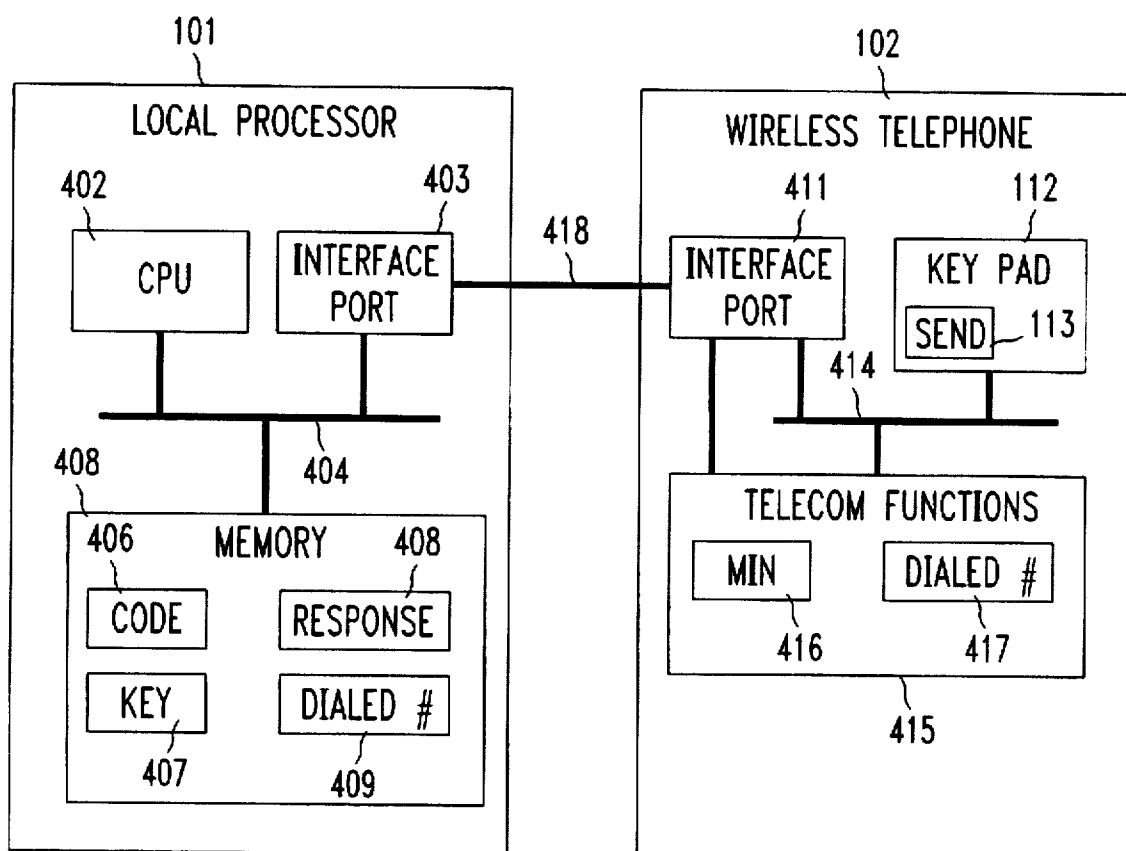 101
102
LOCAL PROCESSOR
WIRELESS TELEPHONE
402
403
411
112
418
CPU
INTERFACE
PORT
INTERFACE
PORT
KEY PAD
SEND
113
414
404
408
MEMORY
TELECOM FUNCTIONS
406
408
CODE
RESPONSE
MIN
DIALED #
416
417
KEY
DIALED #
407
409
415